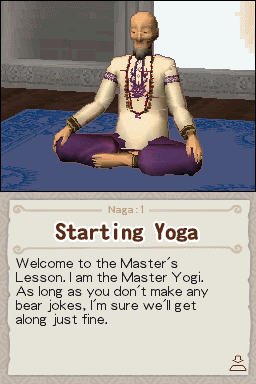 Naga:1
Starting Yoga
Welcome to the Master's
Lesson. I am the Master Yogi.
As long as you don't make any
bear jokes, I'm sure we'll get
along just fine.